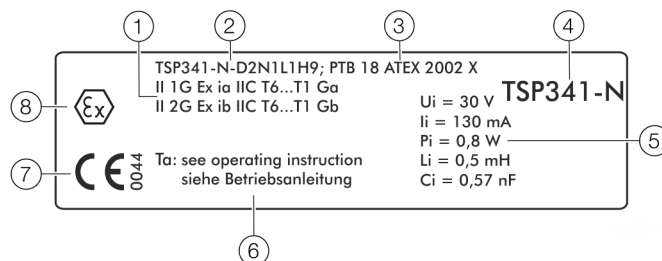 1 2 3 4
TSP341-N-D2N1L1H9; PTB 18 ATEX 2002 X
II 1G Ex ia IIC T6...T1 Ga
II 2G Ex ib IIC T6...T1 Gb
TSP341-N
Ui = 30 V
Ii = 130 mA
Pi = 0,8 W
Li = 0,5 mH
Ci = 0,57 nF
5
8 Ex
7 CE 0044
Ta: see operating instruction
siehe Betriebsanleitung
6